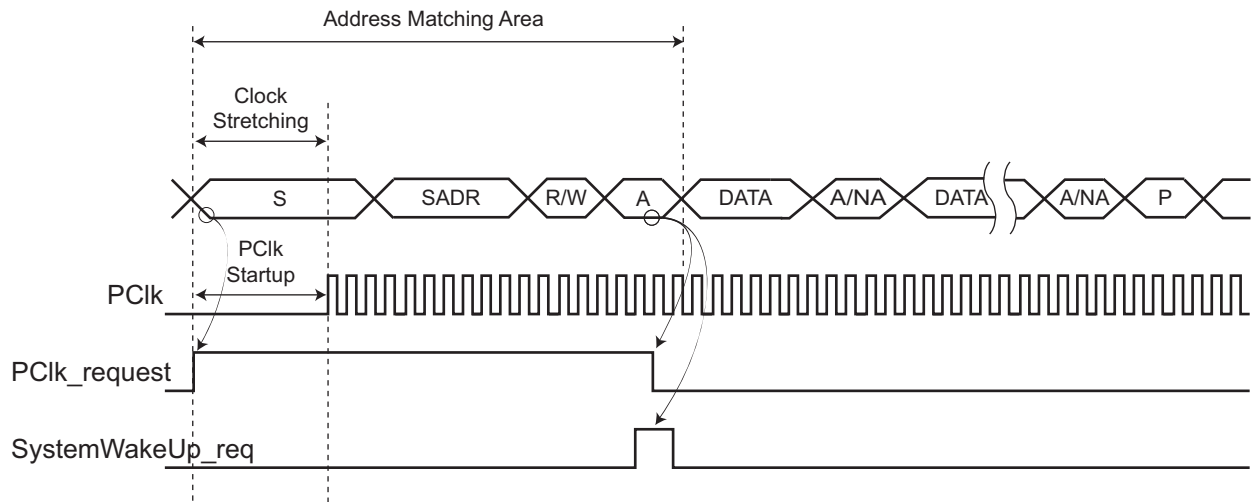 Address Matching Area
Clock
Stretching
S
SADR
R/W
A
DATA
A/NA
DATA
A/NA
P
PClk
Startup
PClk
PClk_request
SystemWakeUp_req